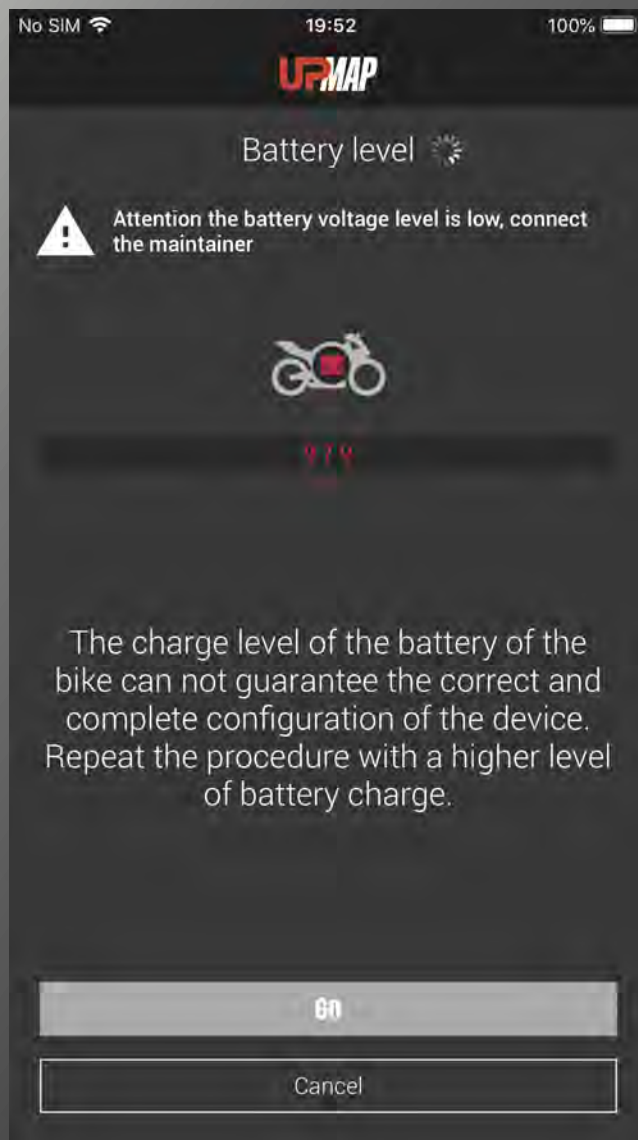 No SIM 19:52 100%
UPMAP
Battery level
Attention the battery voltage level is low, connect
the maintainer
The charge level of the battery of the
bike can not guarantee the correct and
complete configuration of the device.
Repeat the procedure with a higher level
of battery charge.
GO
Cancel